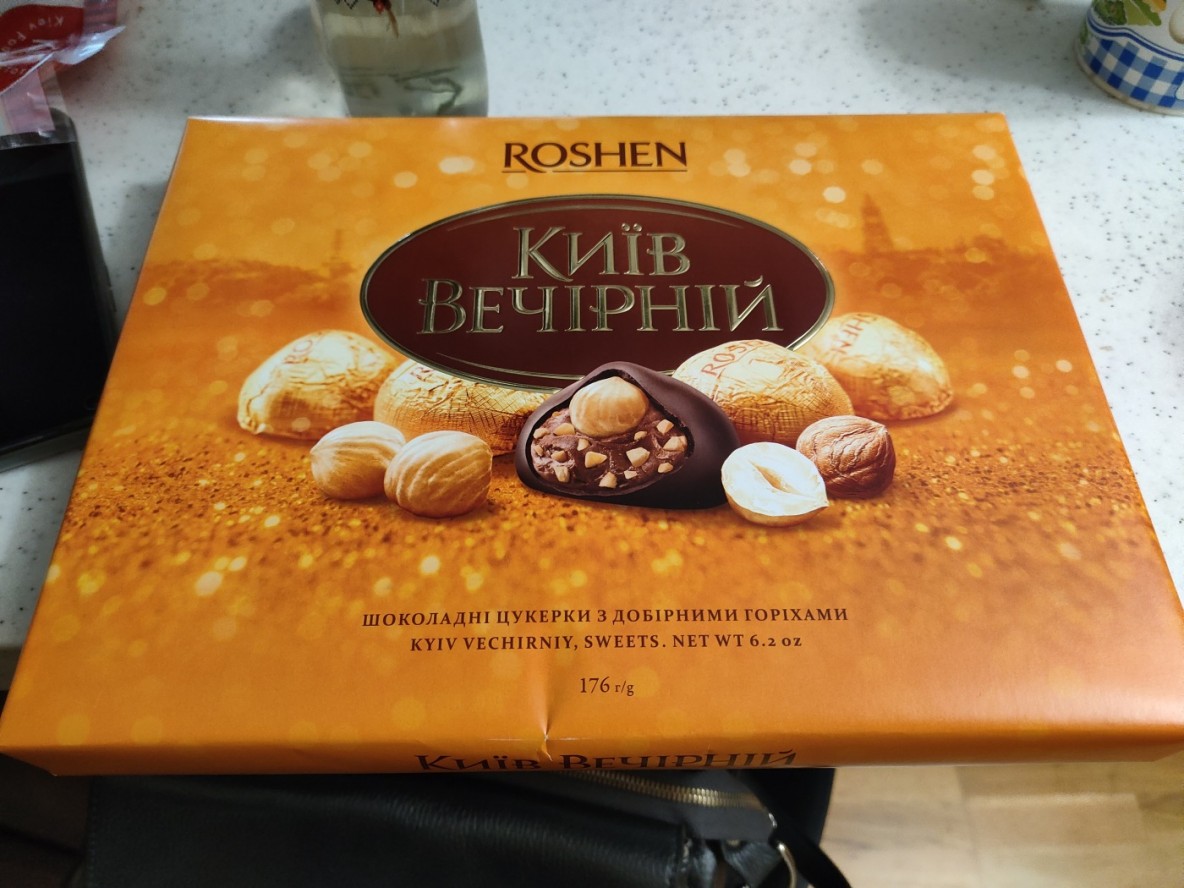 ROSHEN
КИЇВ
ВЕЧІРНІЙ
ШОКОЛАДНІ ЦУКЕРКИ З ДОБІРНИМИ ГОРІХАМИ
KYIV VECHIRNIY, SWEETS. NET WT 6.2 oz
176 г/g
КИЇВ ВЕЧІРНІЙ